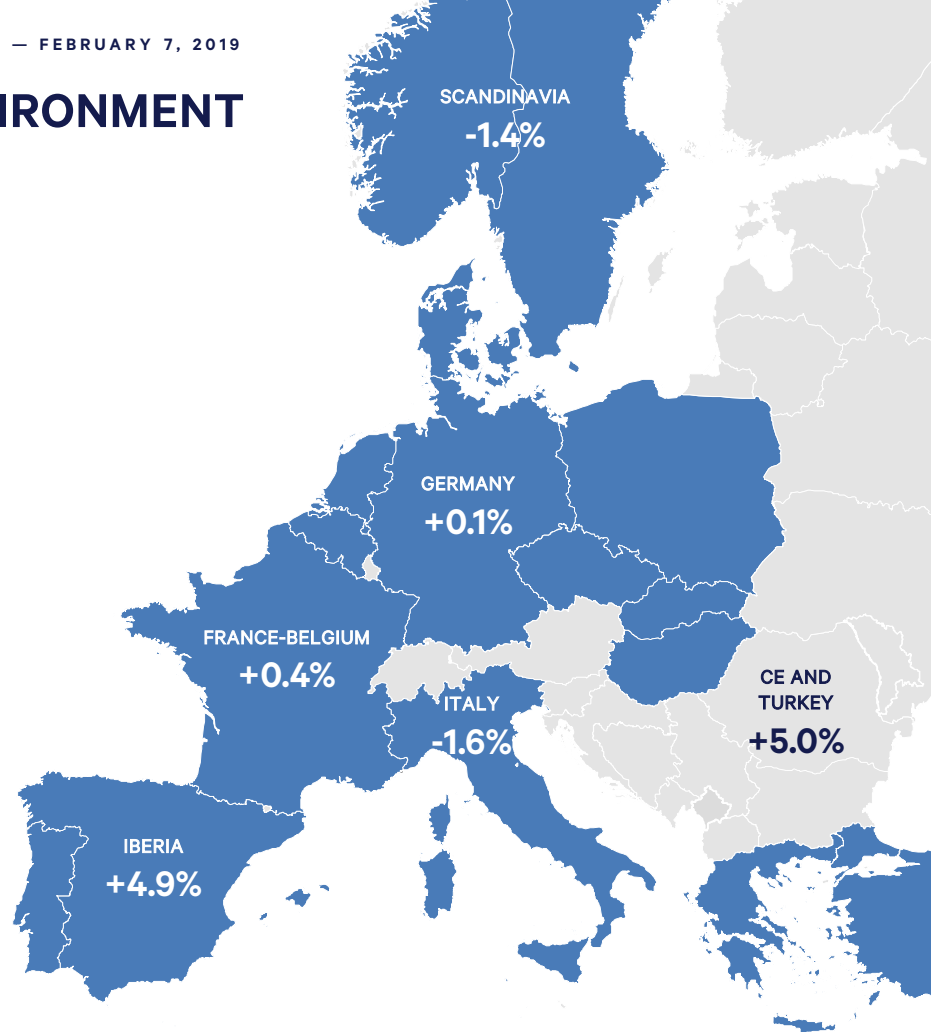 — FEBRUARY 7, 2019
IRONMENT
SCANDINAVIA
-1.4%
GERMANY
+0.1%
FRANCE-BELGIUM
+0.4%
CE AND
TURKEY
+5.0%
ITALY
-1.6%
IBERIA
+4.9%